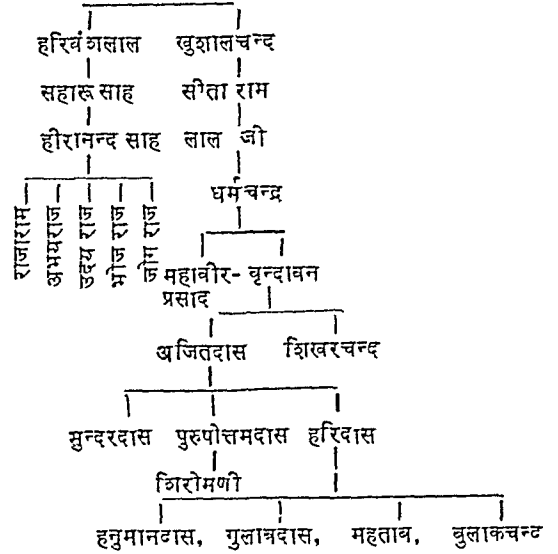 हरिवंशलाल खुशालचन्द
सहारू साह सीता राम
हीरानन्द साह लाल जी
धर्मचन्द्र
राजाराम
अभयराज
उदय राज
भोज राज
जोग राज
महावीर- वृन्दावन
प्रसाद
अजितदास शिखरचन्द
सुन्दरदास पुरुषोत्तमदास हरिदास
शिरोमणी
हनुमानदास, गुलाबदास, महताब, बुलाकचन्द